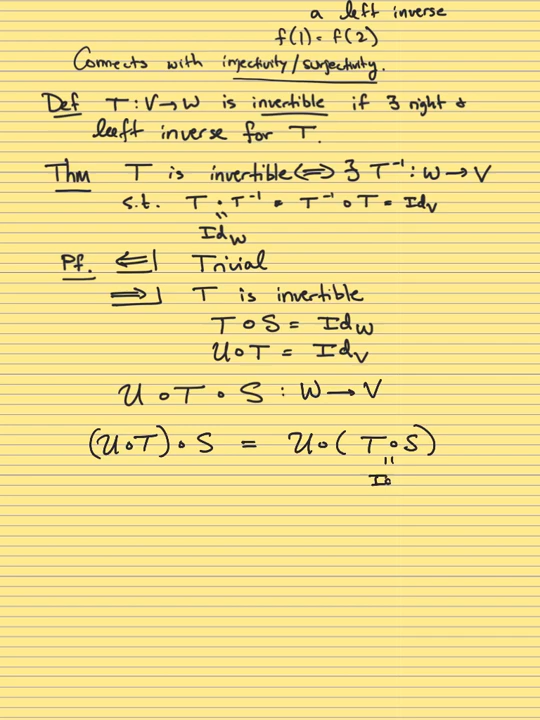 a left inverse
f(1) = f(2)
Connects with injectivity/surjectivity.
Def T : V → W is invertible if ∃ right &
left inverse for T.
Thm T is invertible ⟺ ∃ T⁻¹ : W → V
s.t. T ∘ T⁻¹ = T⁻¹ ∘ T = Id_V
"
Id_W
Pf. ⟸| Trivial
⟹| T is invertible
T ∘ S = Id_W
U ∘ T = Id_V
U ∘ T ∘ S : W → V
(U ∘ T) ∘ S = U ∘ ( T ∘ S )
"
Id